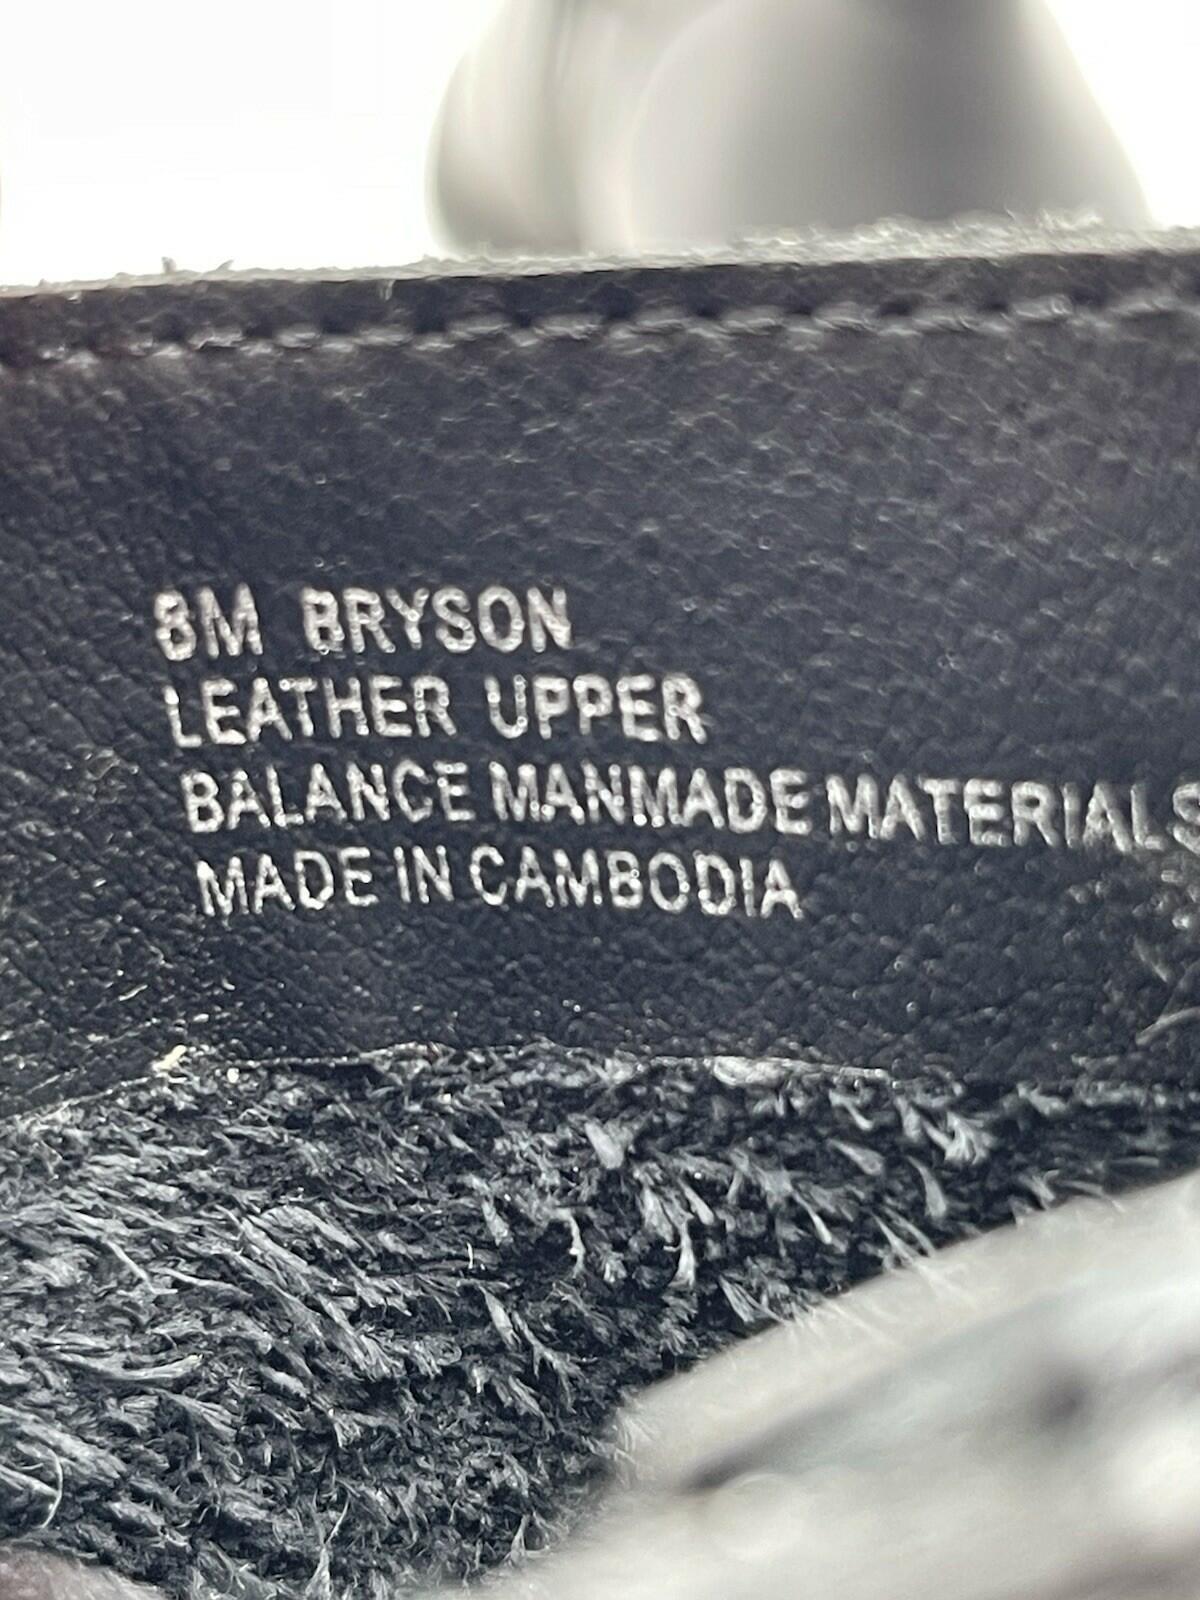 8M BRYSON
LEATHER UPPER
BALANCE MANMADE MATERIALS
MADE IN CAMBODIA